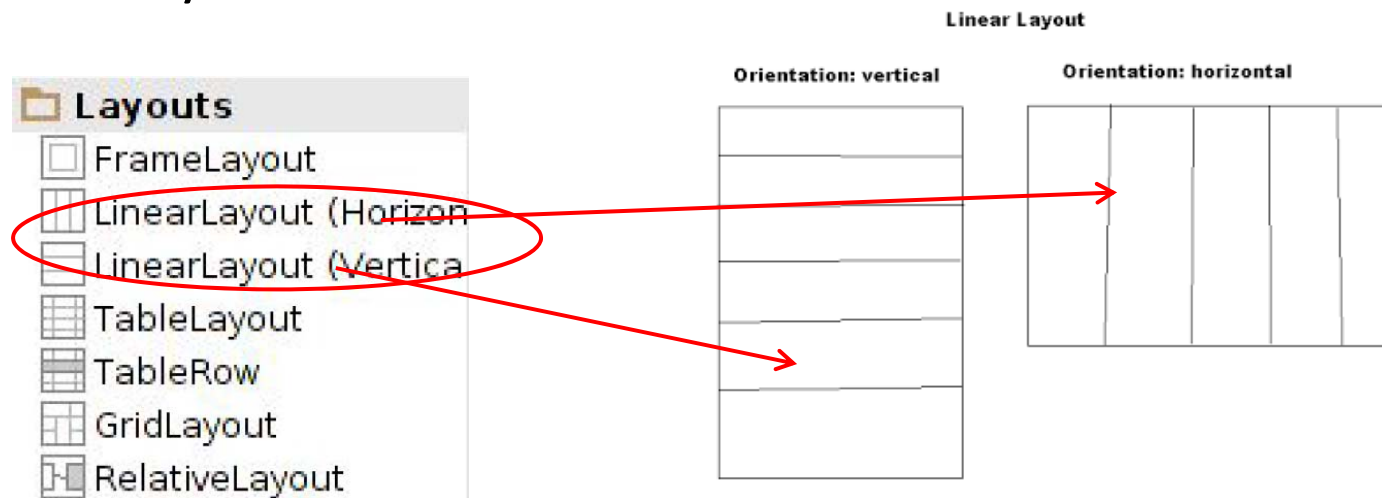 Linear Layout
Orientation: vertical
Orientation: horizontal
Layouts
FrameLayout
LinearLayout (Horizon
LinearLayout (Vertica
TableLayout
TableRow
GridLayout
RelativeLayout